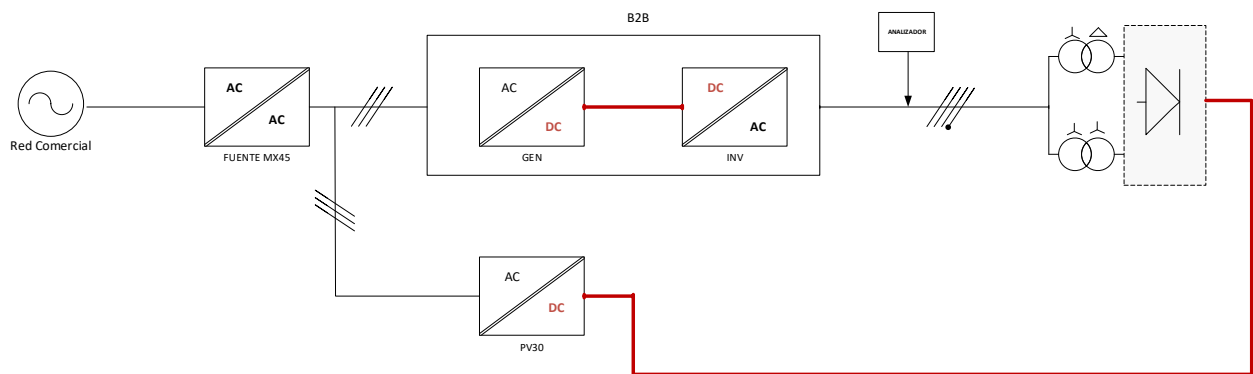 B2B
ANALIZADOR
Red Comercial
AC
AC
FUENTE MX45
AC
DC
GEN
DC
AC
INV
AC
DC
PV30